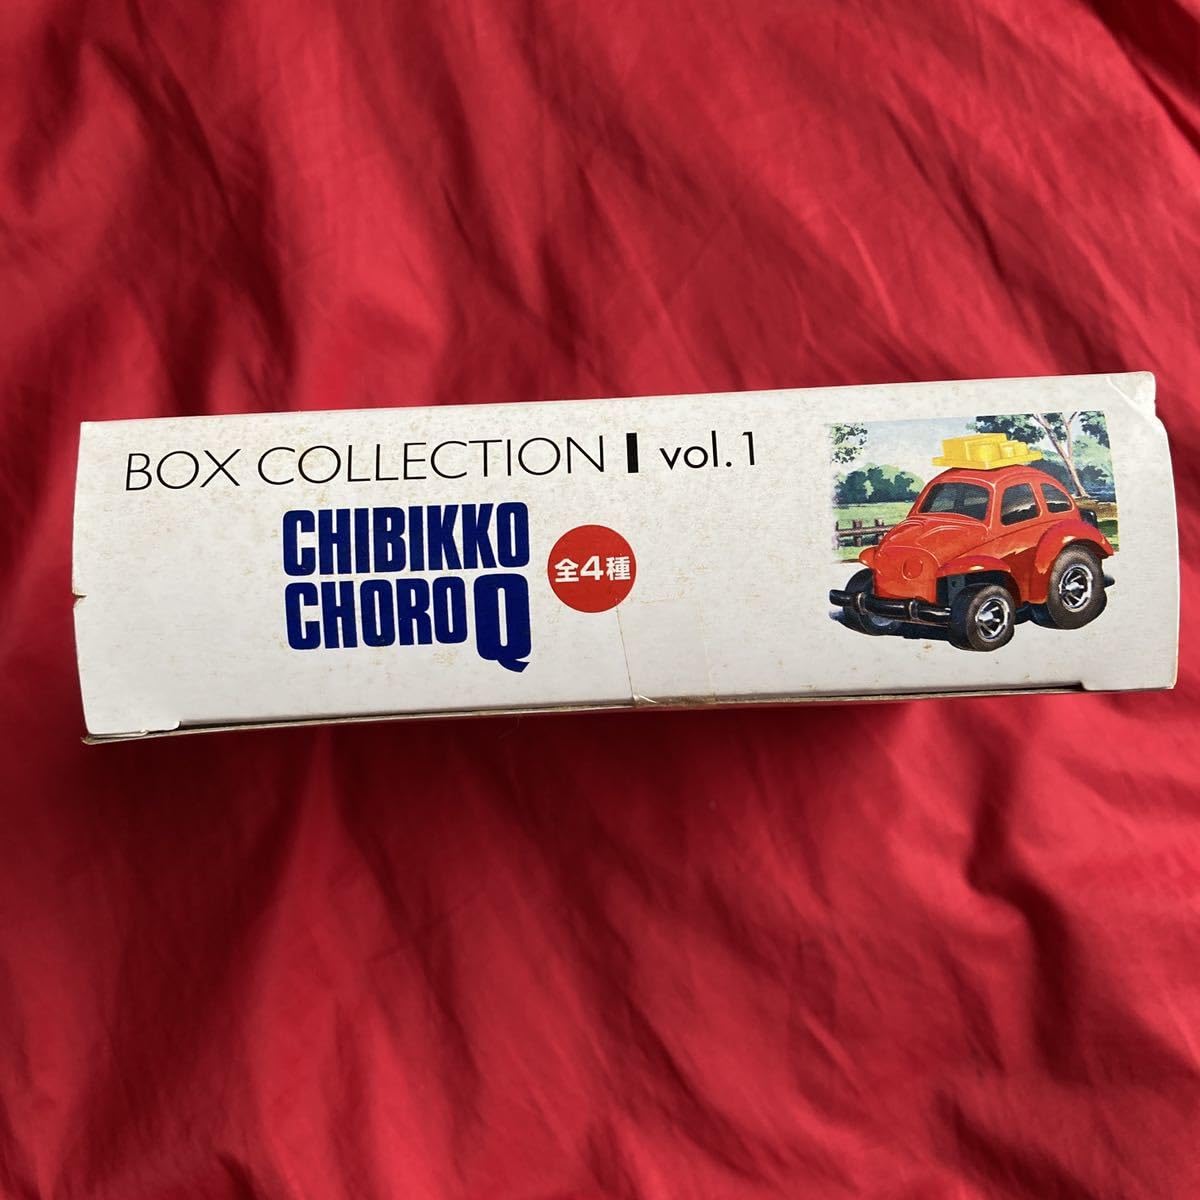 BOX COLLECTION vol.1
CHIBIKKO
CHORO Q
全4種